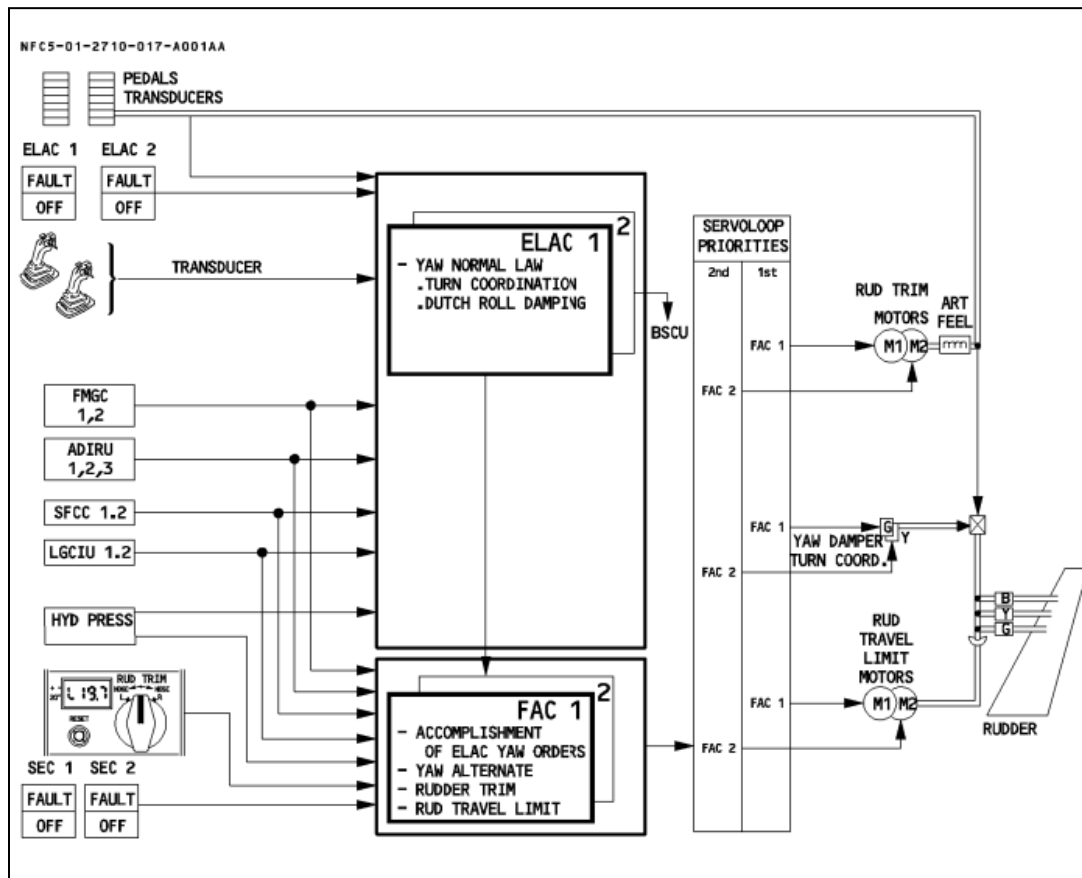 NFC5-01-2710-017-A001AA
PEDALS
TRANSDUCERS
ELAC 1 ELAC 2
FAULT FAULT
OFF OFF
TRANSDUCER
ELAC 1 2
- YAW NORMAL LAW
.TURN COORDINATION
.DUTCH ROLL DAMPING
BSCU
SERVOLOOP
PRIORITIES
2nd 1st
RUD TRIM
MOTORS
ART
FEEL
FAC 1
M1 M2
FAC 2
FMGC
1,2
ADIRU
1,2,3
SFCC 1.2
LGCIU 1.2
HYD PRESS
FAC 1
G
Y
YAW DAMPER
TURN COORD.
FAC 2
B
Y
G
RUD
TRAVEL
LIMIT
MOTORS
FAC 1
M1 M2
FAC 2
RUDDER
RUD TRIM
NOSE NOSE
L R
L 19.7
20°
RESET
SEC 1 SEC 2
FAULT FAULT
OFF OFF
FAC 1 2
- ACCOMPLISHMENT
OF ELAC YAW ORDERS
- YAW ALTERNATE
- RUDDER TRIM
- RUD TRAVEL LIMIT